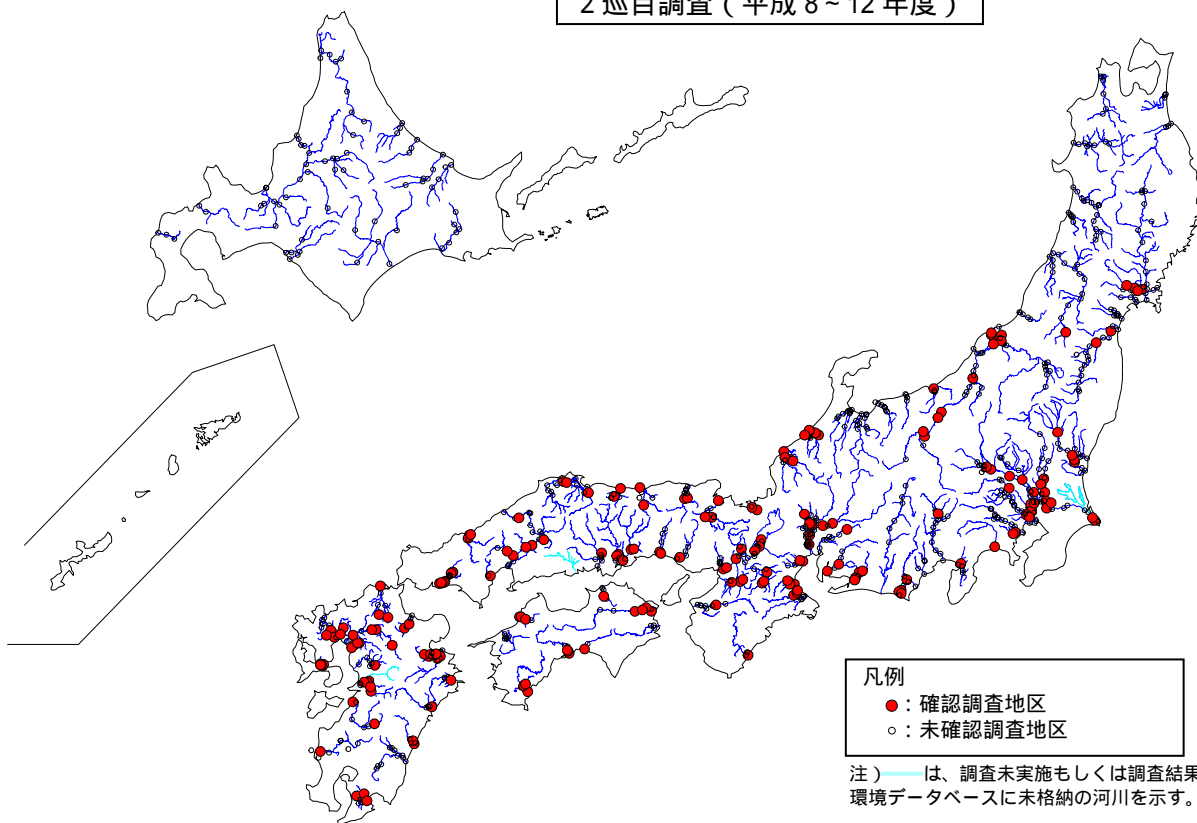 2巡目調査(平成8~12年度)
凡例
●:確認調査地区
○:未確認調査地区
注)は、調査未実施もしくは調査結果
環境データベースに未格納の河川を示す。